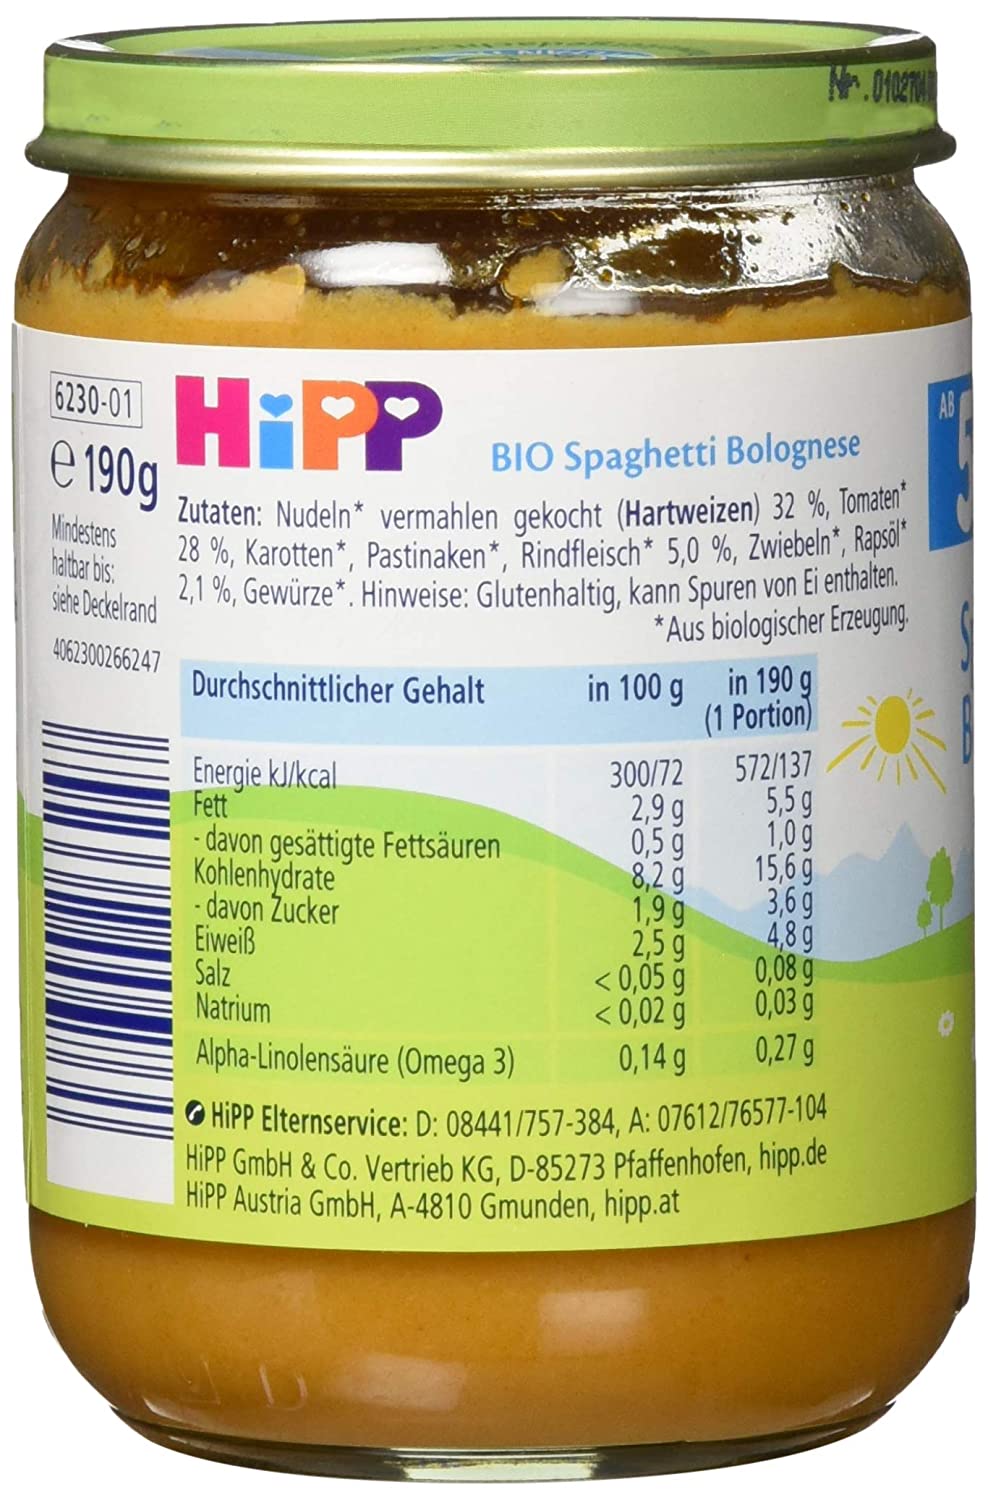 Nr. 0102704
6230-01
e 190g
Mindestens
haltbar bis:
siehe Deckelrand
4062300266247
HiPP
BIO Spaghetti Bolognese
Zutaten: Nudeln* vermahlen gekocht (Hartweizen) 32 %, Tomaten*
28 %, Karotten*, Pastinaken*, Rindfleisch* 5,0 %, Zwiebeln*, Rapsöl*
2,1 %, Gewürze*. Hinweise: Glutenhaltig, kann Spuren von Ei enthalten.
*Aus biologischer Erzeugung.
Durchschnittlicher Gehalt in 100 g in 190 g
(1 Portion)
Energie kJ/kcal 300/72 572/137
Fett 2,9 g 5,5 g
- davon gesättigte Fettsäuren 0,5 g 1,0 g
Kohlenhydrate 8,2 g 15,6 g
- davon Zucker 1,9 g 3,6 g
Eiweiß 2,5 g 4,8 g
Salz < 0,05 g 0,08 g
Natrium < 0,02 g 0,03 g
Alpha-Linolensäure (Omega 3) 0,14 g 0,27 g
HiPP Elternservice: D: 08441/757-384, A: 07612/76577-104
HiPP GmbH & Co. Vertrieb KG, D-85273 Pfaffenhofen, hipp.de
HiPP Austria GmbH, A-4810 Gmunden, hipp.at
AB
5